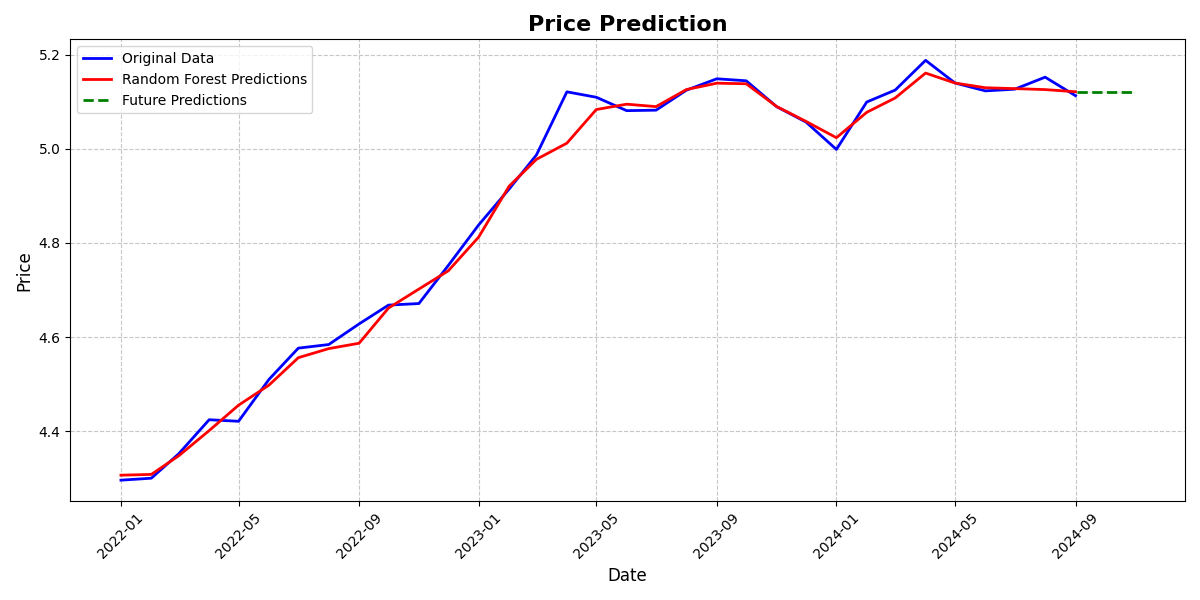 Price Prediction
Original Data
Random Forest Predictions
Future Predictions
Price
5.2
5.0
4.8
4.6
4.4
2022-01
2022-05
2022-09
2023-01
2023-05
2023-09
2024-01
2024-05
2024-09
Date